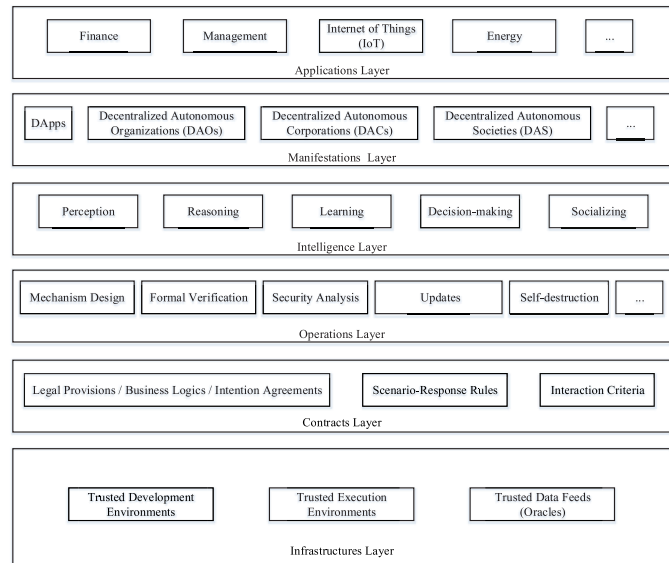 Finance
Management
Internet of Things
(IoT)
Energy
...
Applications Layer
DApps
Decentralized Autonomous
Organizations (DAOs)
Decentralized Autonomous
Corporations (DACs)
Decentralized Autonomous
Societies (DAS)
...
Manifestations Layer
Perception
Reasoning
Learning
Decision-making
Socializing
Intelligence Layer
Mechanism Design
Formal Verification
Security Analysis
Updates
Self-destruction
...
Operations Layer
Legal Provisions / Business Logics / Intention Agreements
Scenario-Response Rules
Interaction Criteria
Contracts Layer
Trusted Development
Environments
Trusted Execution
Environments
Trusted Data Feeds
(Oracles)
Infrastructures Layer